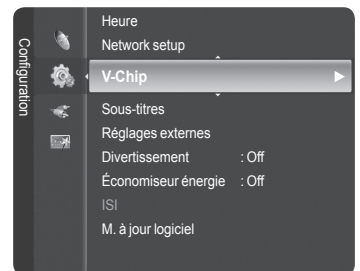 Configuration
Heure
Network setup
V-Chip
Sous-titres
Réglages externes
Divertissement : Off
Économiseur énergie : Off
ISI
M. à jour logiciel